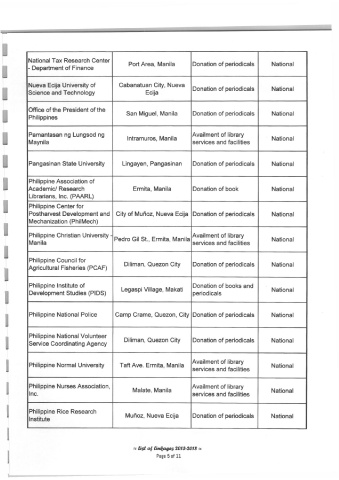 National Tax Research Center
- Department of Finance
Port Area, Manila
Donation of periodicals
National
Nueva Ecija University of
Science and Technology
Cabanatuan City, Nueva
Ecija
Donation of periodicals
National
Office of the President of the
Philippines
San Miguel, Manila
Donation of periodicals
National
Pamantasan ng Lungsod ng
Maynila
Intramuros, Manila
Availment of library
services and facilities
National
Pangasinan State University
Lingayen, Pangasinan
Donation of periodicals
National
Philippine Association of
Academic/ Research
Librarians, Inc. (PAARL)
Ermita, Manila
Donation of book
National
Philippine Center for
Postharvest Development and
Mechanization (PhilMech)
City of Muñoz, Nueva Ecija
Donation of periodicals
National
Philippine Christian University -
Manila
Pedro Gil St., Ermita, Manila
Availment of library
services and facilities
National
Philippine Council for
Agricultural Fisheries (PCAF)
Diliman, Quezon City
Donation of periodicals
National
Philippine Institute of
Development Studies (PIDS)
Legaspi Village, Makati
Donation of books and
periodicals
National
Philippine National Police
Camp Crame, Quezon, City
Donation of periodicals
National
Philippine National Volunteer
Service Coordinating Agency
Diliman, Quezon City
Donation of periodicals
National
Philippine Normal University
Taft Ave. Ermita, Manila
Availment of library
services and facilities
National
Philippine Nurses Association,
Inc.
Malate, Manila
Availment of library
services and facilities
National
Philippine Rice Research
Institute
Muñoz, Nueva Ecija
Donation of periodicals
National
~ List of Linkages 2012-2015 ~
Page 5 of 11